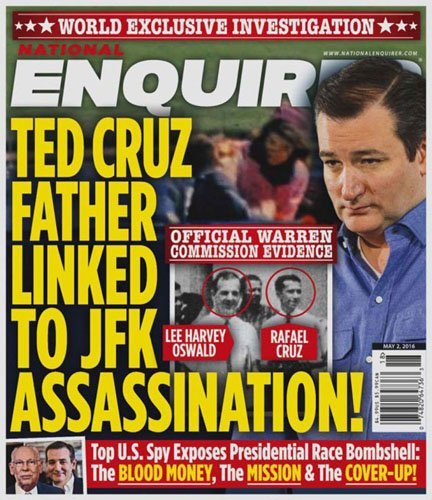 ★★★ WORLD EXCLUSIVE INVESTIGATION ★★★
NATIONAL
WWW.NATIONALENQUIRER.COM
ENQUIR
TED CRUZ
FATHER
LINKED
TO JFK
ASSASSINATION!
OFFICIAL WARREN
COMMISSION EVIDENCE
LEE HARVEY
OSWALD
RAFAEL
CRUZ
MAY 2, 2016
Top U.S. Spy Exposes Presidential Race Bombshell:
The BLOOD MONEY, The MISSION & The COVER-UP!